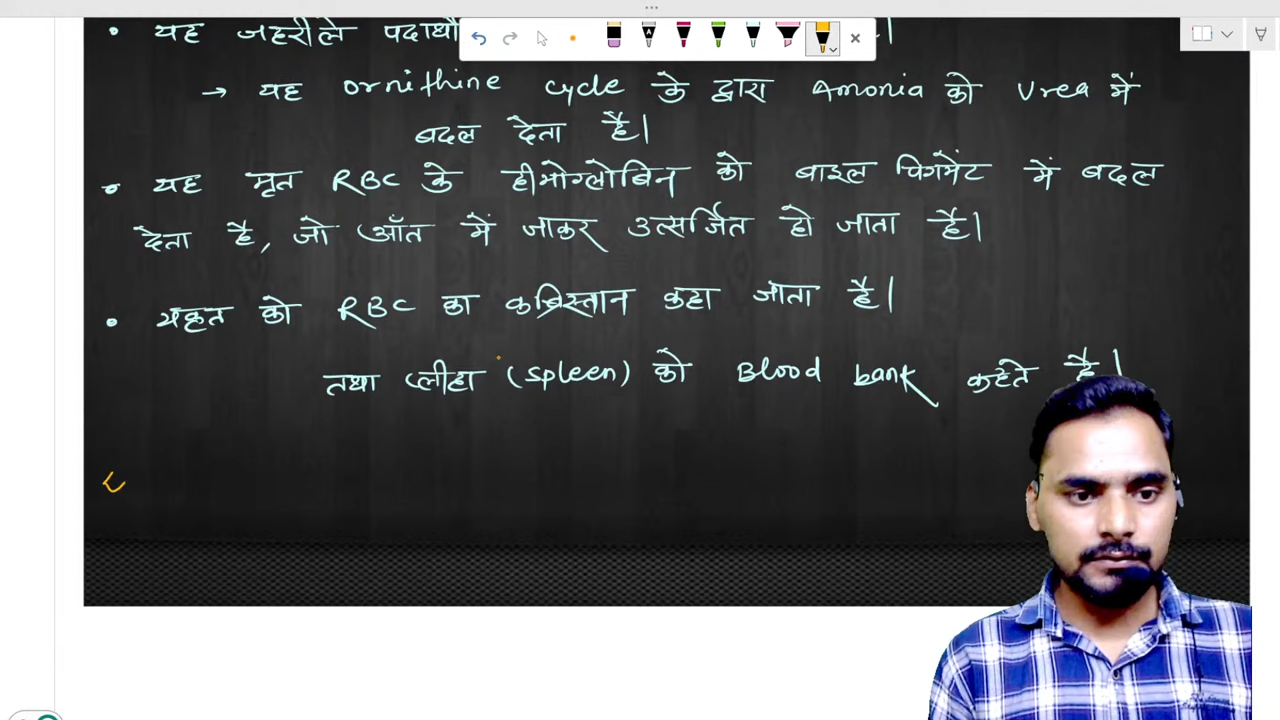 • यह जहरीले पदार्थो
→ यह ornithine cycle के द्वारा Amonia को Urea में
बदल देता है।
• यह मृत RBC के हीमोग्लोबिन को बाइल पिगमेंट में बदल
देता है, जो आँत में जाकर उत्सर्जित हो जाता है।
• यकृत को RBC का कब्रिस्तान कहा जाता है।
तथा प्लीहा (spleen) को Blood bank कहते है।